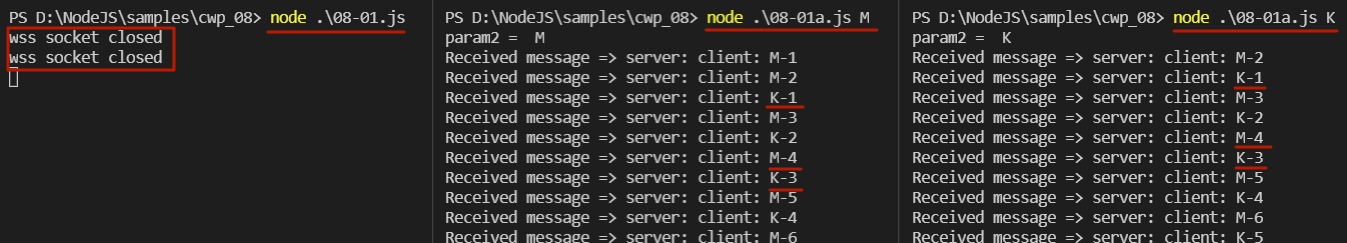 PS D:\NodeJS\samples\cwp_08> node .\08-01.js
wss socket closed
wss socket closed
PS D:\NodeJS\samples\cwp_08> node .\08-01a.js M
param2 =  M
Received message => server: client: M-1
Received message => server: client: M-2
Received message => server: client: K-1
Received message => server: client: M-3
Received message => server: client: K-2
Received message => server: client: M-4
Received message => server: client: K-3
Received message => server: client: M-5
Received message => server: client: K-4
Received message => server: client: M-6
PS D:\NodeJS\samples\cwp_08> node .\08-01a.js K
param2 =  K
Received message => server: client: M-2
Received message => server: client: K-1
Received message => server: client: M-3
Received message => server: client: K-2
Received message => server: client: M-4
Received message => server: client: K-3
Received message => server: client: M-5
Received message => server: client: K-4
Received message => server: client: M-6
Received message => server: client: K-5